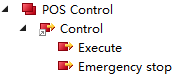 POS Control
Control
Execute
Emergency stop